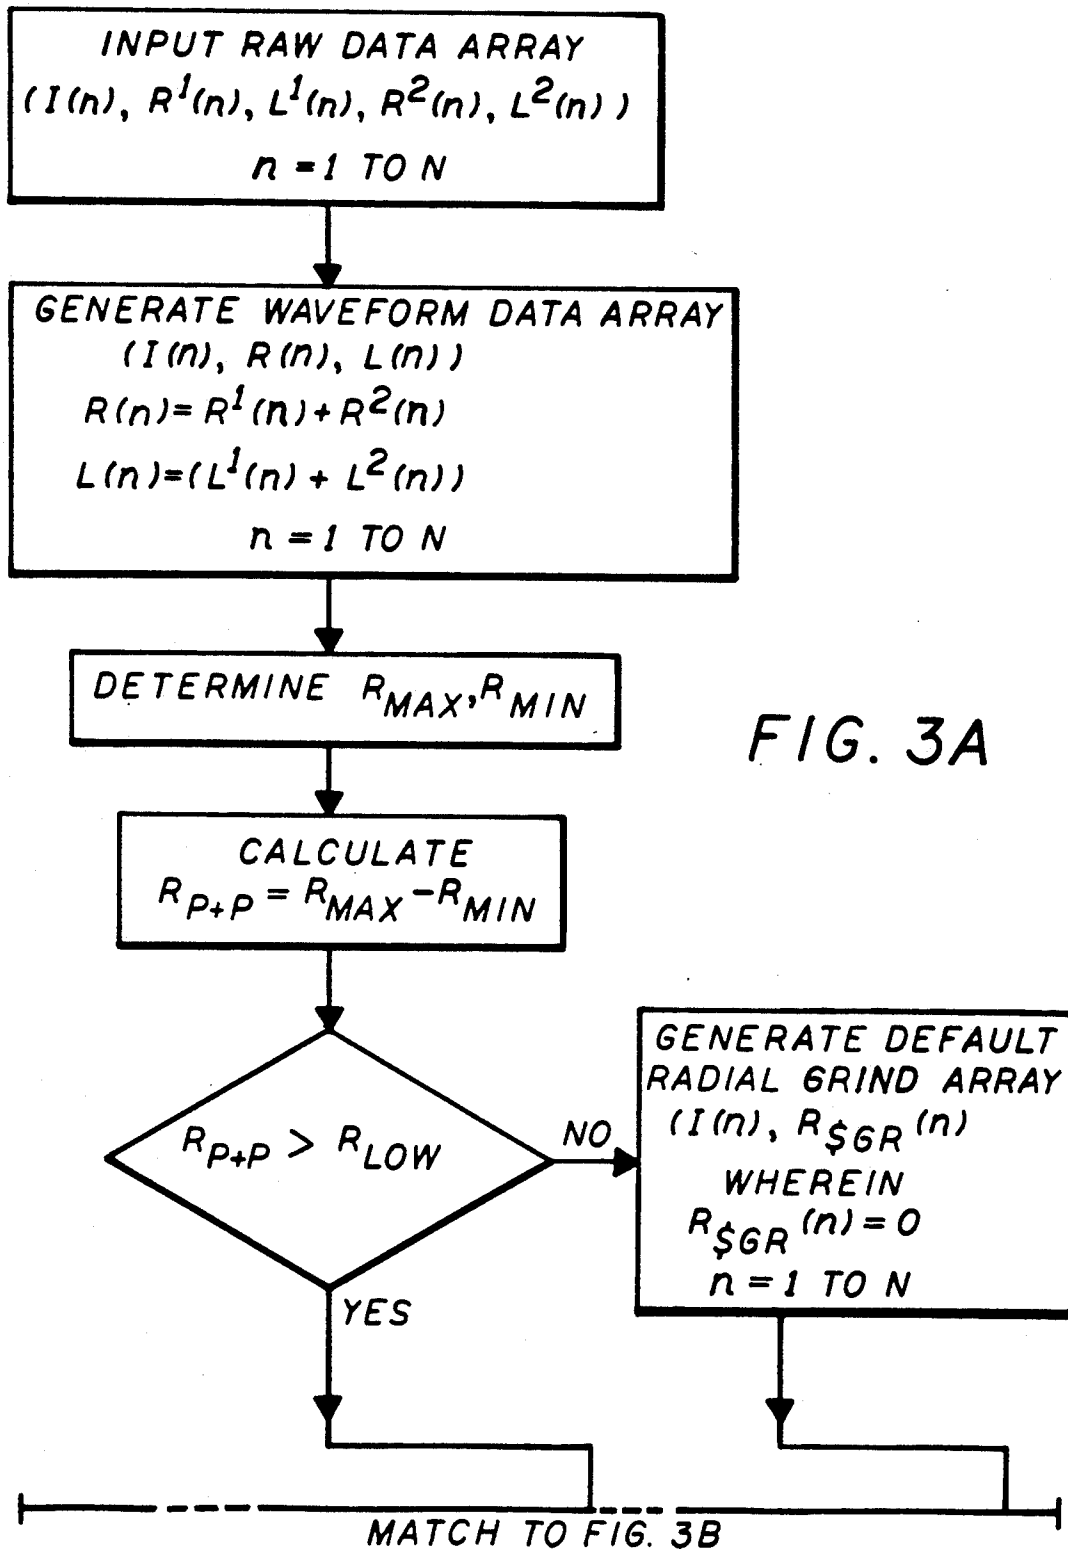 INPUT RAW DATA ARRAY
(I(n), R¹(n), L¹(n), R²(n), L²(n))
n = 1 TO N
GENERATE WAVEFORM DATA ARRAY
(I(n), R(n), L(n))
R(n)= R¹(n)+R²(n)
L(n)=(L¹(n) + L²(n))
n = 1 TO N
DETERMINE R_MAX, R_MIN
FIG. 3A
CALCULATE
R_P+P = R_MAX - R_MIN
R_P+P > R_LOW
NO
YES
GENERATE DEFAULT
RADIAL GRIND ARRAY
(I(n), R_$GR(n)
WHEREIN
R_$GR(n) = 0
n = 1 TO N
MATCH TO FIG. 3B